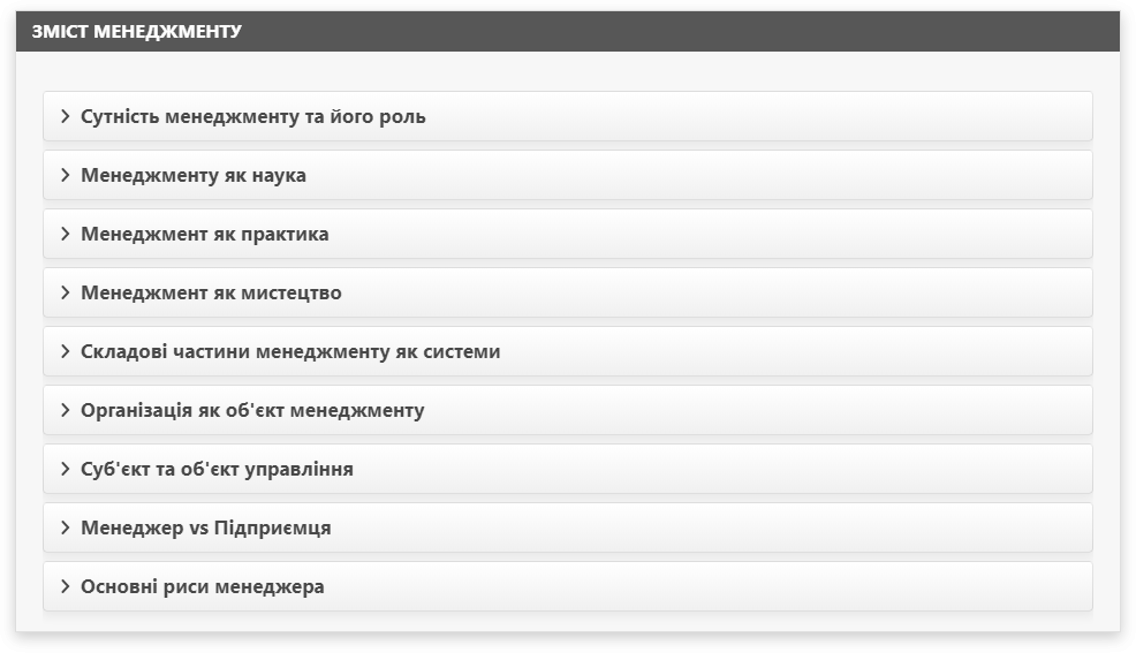 ЗМІСТ МЕНЕДЖМЕНТУ
Сутність менеджменту та його роль
Менеджменту як наука
Менеджмент як практика
Менеджмент як мистецтво
Складові частини менеджменту як системи
Організація як об'єкт менеджменту
Суб'єкт та об'єкт управління
Менеджер vs Підприємця
Основні риси менеджера